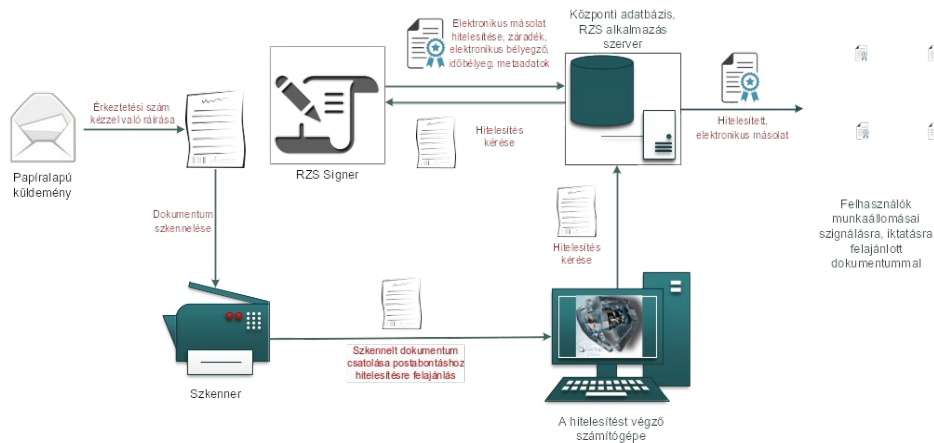 Elektronikus másolat
hitelesítése, záradék,
elektronikus bélyegző,
időbélyeg, metaadatok
Központi adatbázis,
RZS alkalmazás
szerver
Érkeztetési szám
kézzel való ráírása
Papíralapú
küldemény
RZS Signer
Hitelesítés
kérése
Hitelesített,
elektronikus másolat
Dokumentum
szkennelése
Hitelesítés
kérése
Felhasználók
munkaállomásai
szignálásra, iktatásra
felajánlott
dokumentummal
Szkennelt dokumentum
csatolása postabontáshoz
hitelesítésre felajánlás
Szkenner
A hitelesítést végző
számítógépe